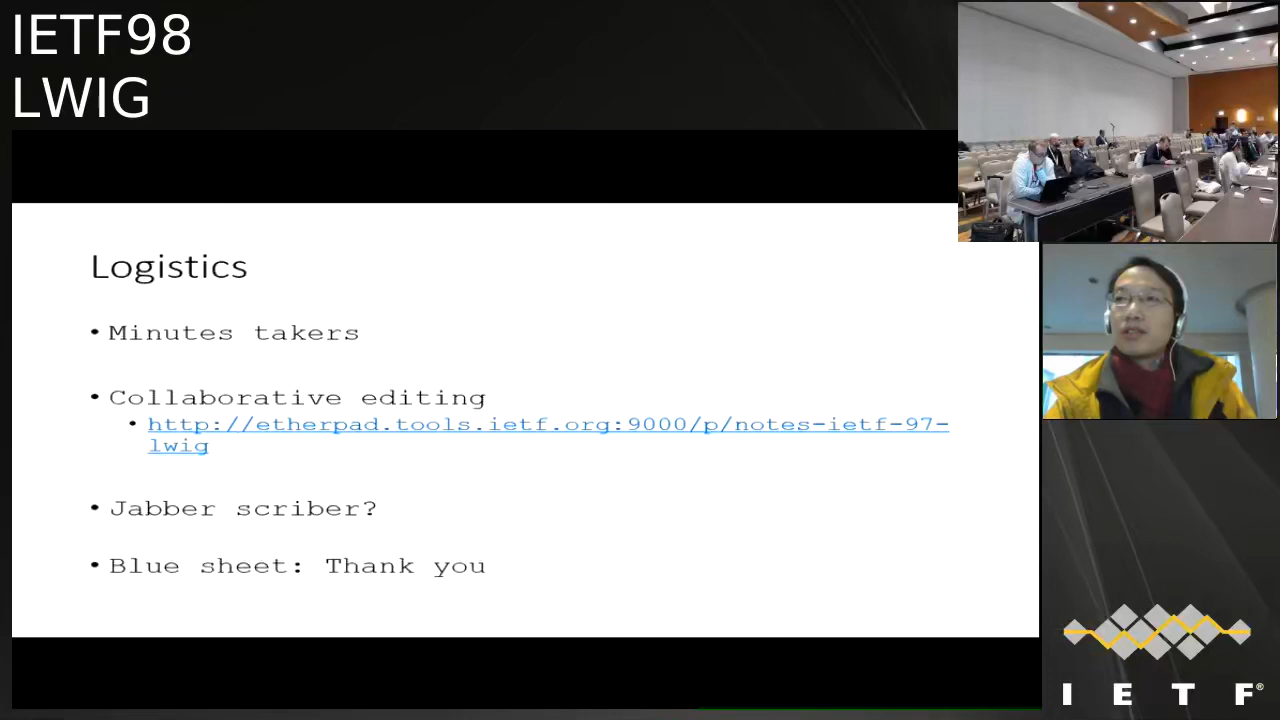 IETF98
LWIG
Logistics
• Minutes takers
• Collaborative editing
• http://etherpad.tools.ietf.org:9000/p/notes-ietf-97-
lwig
• Jabber scriber?
• Blue sheet: Thank you
I E T F®